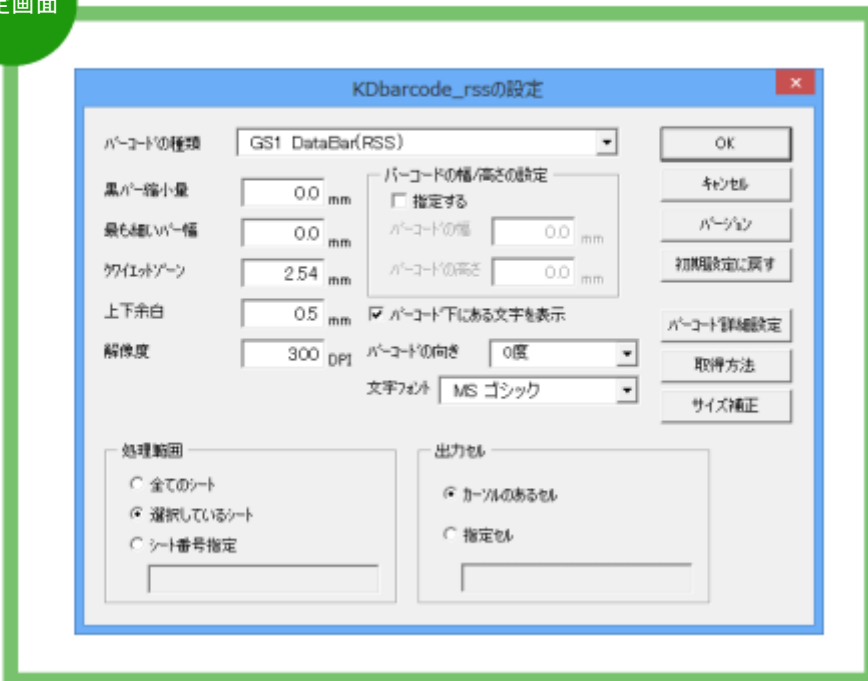 定画面
KDbarcode_rssの設定
バーコードの種類 GS1 DataBar(RSS) OK
黒バー縮小量 0.0 mm バーコードの幅/高さの設定 キャンセル
指定する
最も細いバー幅 0.0 mm バーコードの幅 0.0 mm バージョン
クワイエットゾーン 2.54 mm バーコードの高さ 0.0 mm 初期設定に戻す
上下余白 0.5 mm バーコード下にある文字を表示 バーコード詳細設定
解像度 300 DPI バーコードの向き 0度 取得方法
文字フォント MS ゴシック サイズ補正
処理範囲 出力セル
全てのシート
カーソルのあるセル
選択しているシート
指定セル
シート番号指定